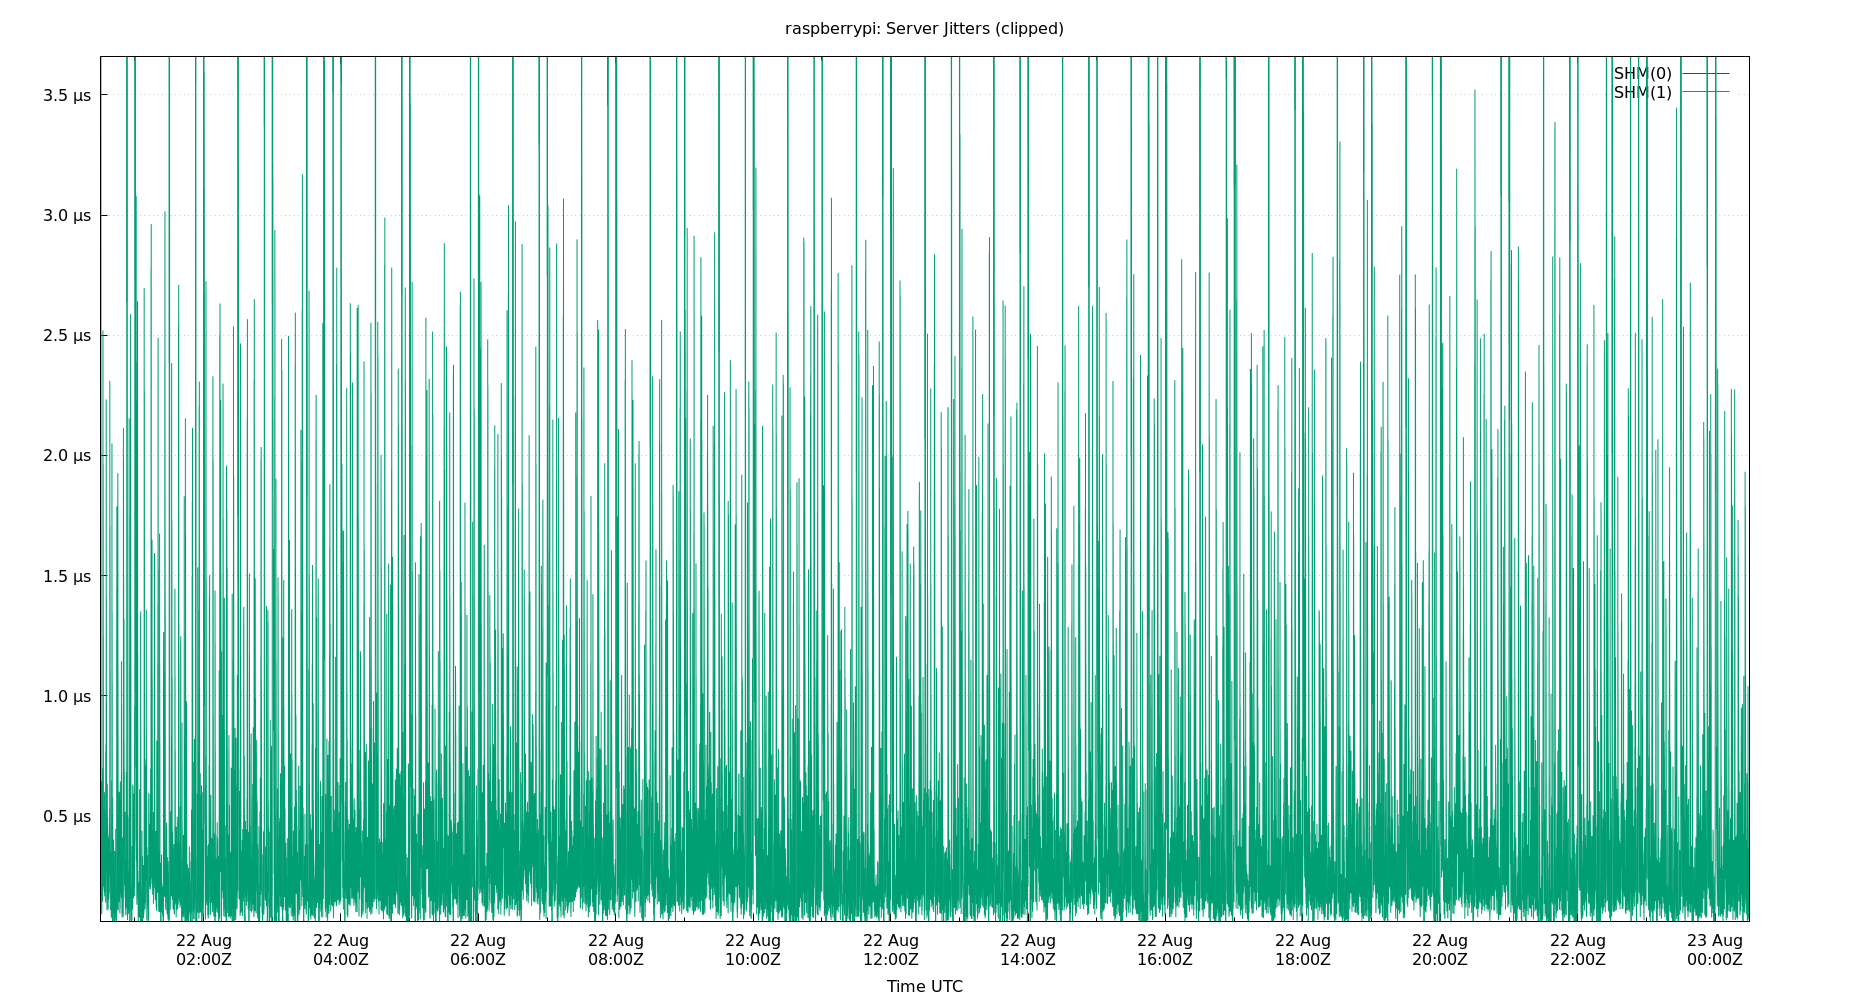 raspberrypi: Server Jitters (clipped)
SHM(0)
SHM(1)
3.5 µs
3.0 µs
2.5 µs
2.0 µs
1.5 µs
1.0 µs
0.5 µs
22 Aug 22 Aug 22 Aug 22 Aug 22 Aug 22 Aug 22 Aug 22 Aug 22 Aug 22 Aug 22 Aug 23 Aug
02:00Z 04:00Z 06:00Z 08:00Z 10:00Z 12:00Z 14:00Z 16:00Z 18:00Z 20:00Z 22:00Z 00:00Z
Time UTC